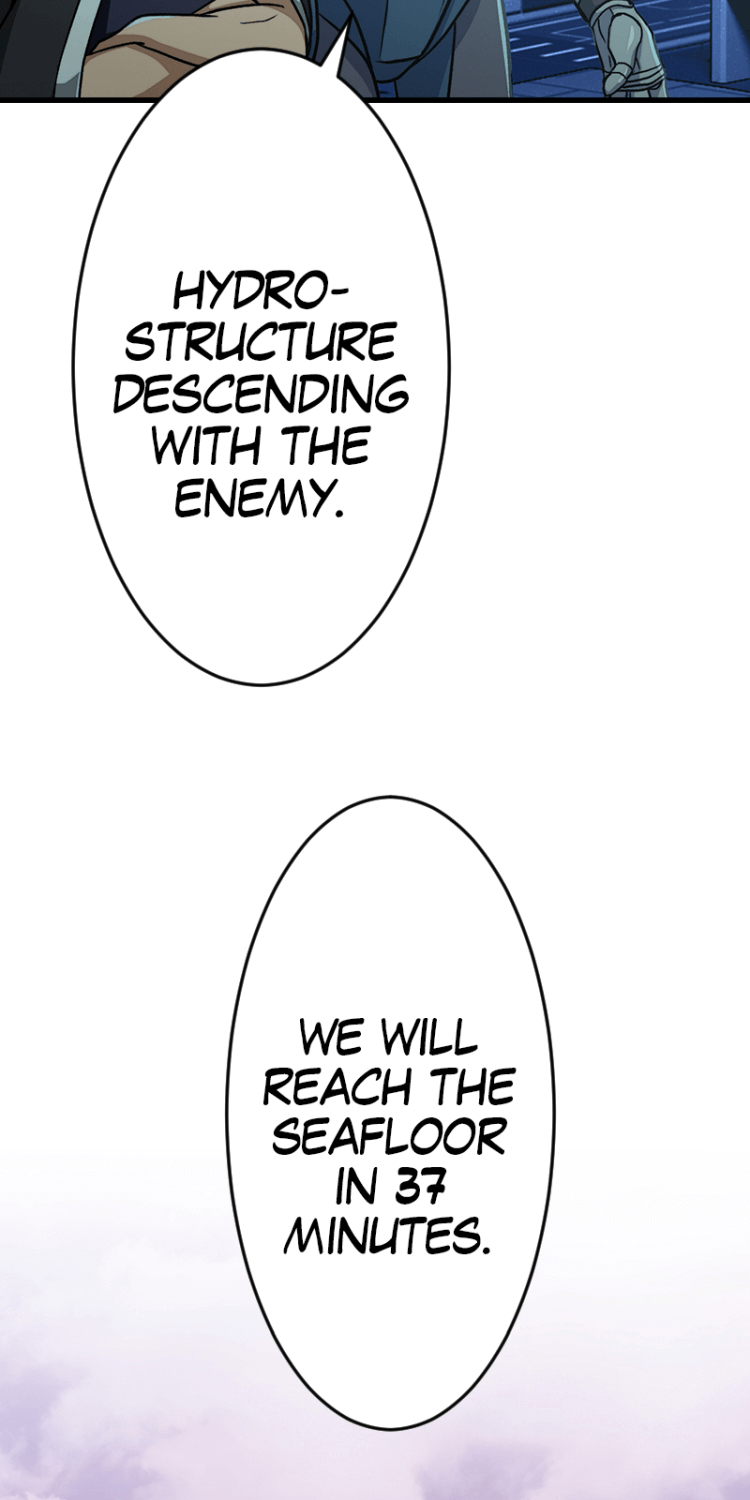 HYDRO-
STRUCTURE
DESCENDING
WITH THE
ENEMY.
WE WILL
REACH THE
SEAFLOOR
IN 37
MINUTES.